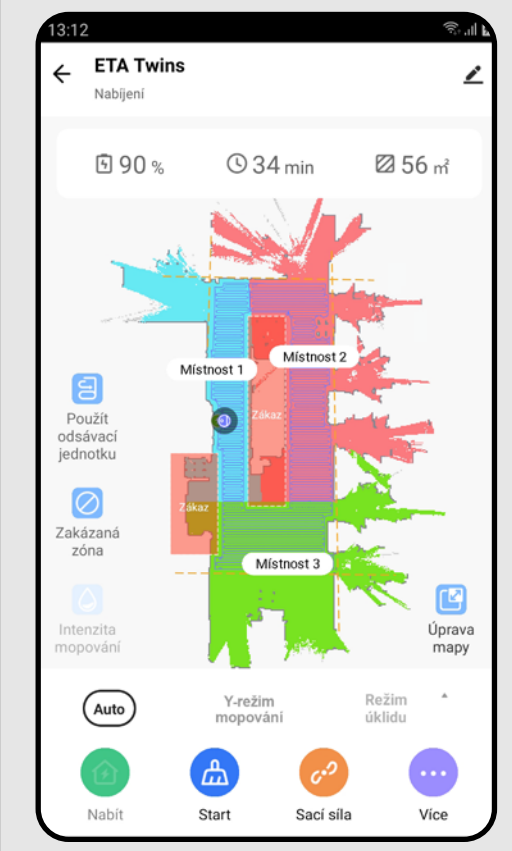 13:12
ETA Twins
Nabíjení
90 %
34 min
56 ㎡
Místnost 1
Místnost 2
Zákaz
Zákaz
Místnost 3
Použít
odsávací
jednotku
Zakázaná
zóna
Intenzita
mopování
Úprava
mapy
Auto
Y-režim
mopování
Režim
úklidu
Nabít
Start
Sací síla
Více